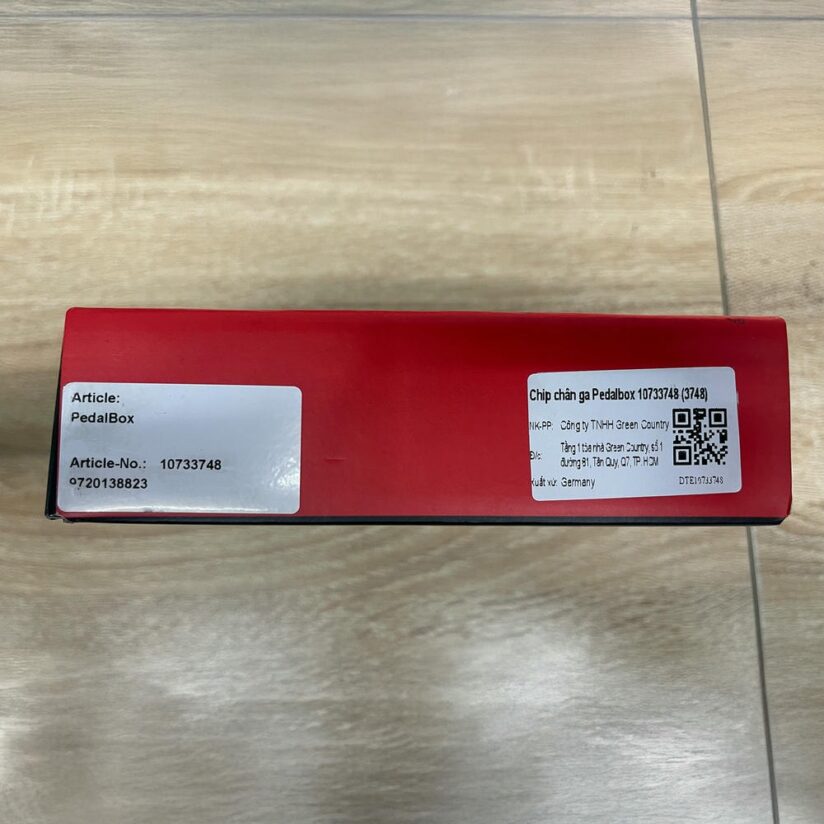 Article:
PedalBox
Article-No.: 10733748
9720138823
Chip chân ga Pedalbox 10733748 (3748)
NK-PP: Công ty TNHH Green Country
Đ/c: Tầng 1 tòa nhà Green Country, số 1
đường 81, Tân Quy, Q7, TP. HCM
Xuất xứ: Germany
DTE10733748